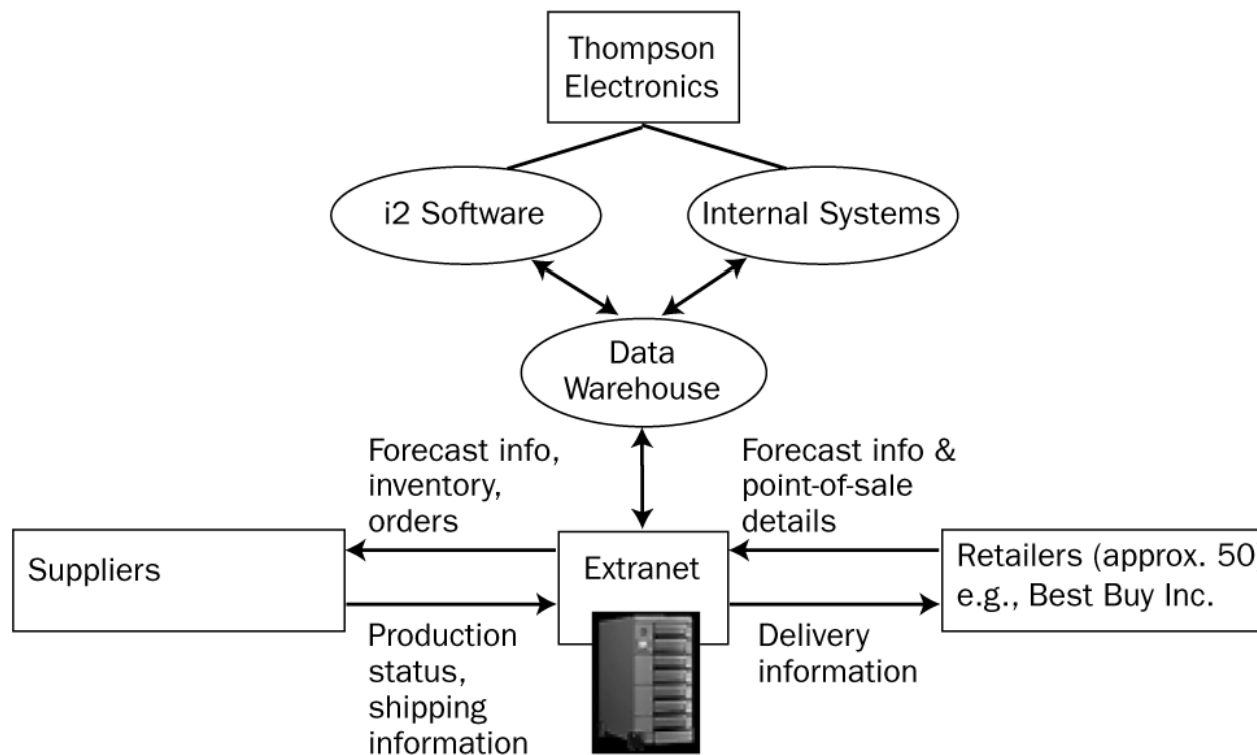 Thompson
Electronics
i2 Software
Internal Systems
Data
Warehouse
Forecast info,
inventory,
orders
Forecast info &
point-of-sale
details
Suppliers
Extranet
Retailers (approx. 50
e.g., Best Buy Inc.
Production
status,
shipping
information
Delivery
information